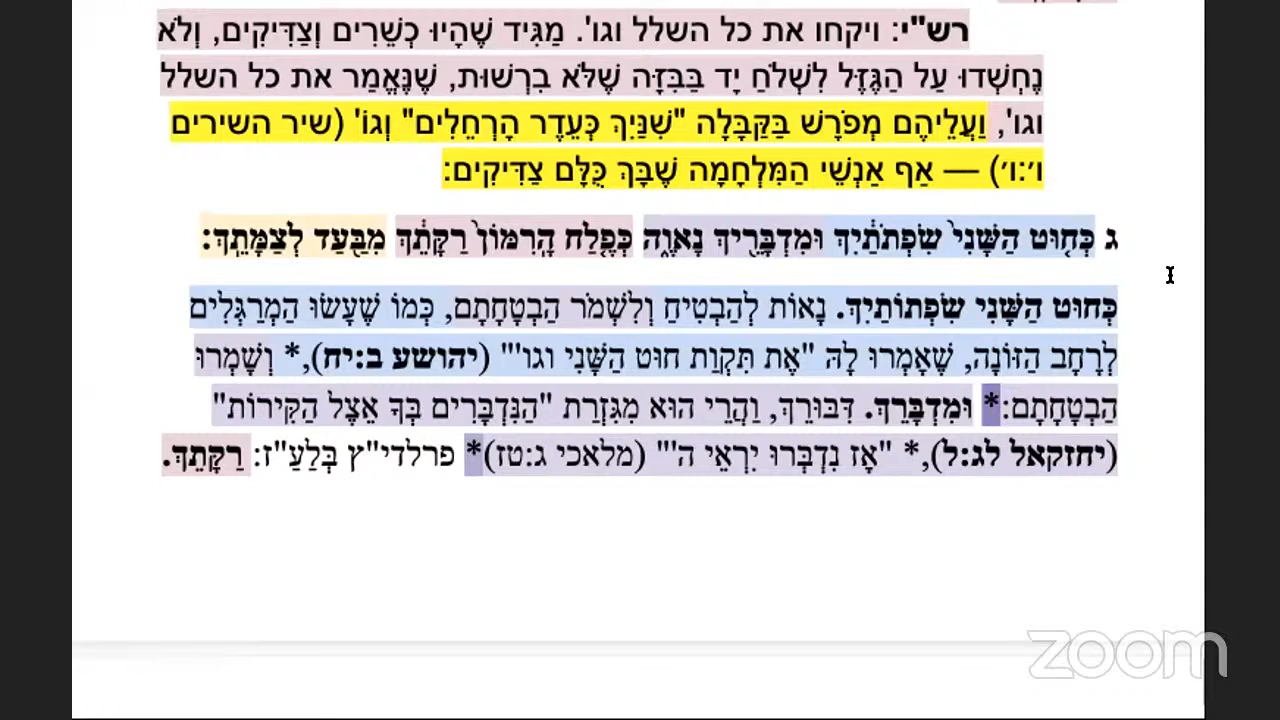 רש"י: ויקחו את כל השלל וגו'. מַגִּיד שֶׁהָיוּ כְשֵׁרִים וְצַדִּיקִים, וְלֹא
נֶחְשְׁדוּ עַל הַגֶּזֶל לִשְׁלֹחַ יָד בַּבִּזָּה שֶׁלֹּא בִרְשׁוּת, שֶׁנֶּאֱמַר את כל השלל
וגו', וַעֲלֵיהֶם מְפֹרָשׁ בַּקַּבָּלָה "שִׁנַּיִךְ כְּעֵדֶר הָרְחֵלִים" וְגוֹ' (שיר השירים
ו׳:ו׳) — אַף אַנְשֵׁי הַמִּלְחָמָה שֶׁבָּךְ כֻּלָּם צַדִּיקִים:
ג כְּח֤וּט הַשָּׁנִי֙ שִׂפְתֹתַ֔יִךְ וּמִדְבָּרֵ֖יךְ נָאוֶ֑ה כְּפֶ֤לַח הָֽרִמּוֹן֙ רַקָּתֵ֔ךְ מִבַּ֖עַד לְצַמָּתֵֽךְ׃
כְּחוּט הַשָּׁנִי שִׂפְתוֹתַיִךְ. נָאוֹת לְהַבְטִיחַ וְלִשְׁמֹר הַבְטָחָתָם, כְּמוֹ שֶׁעָשׂוּ הַמְרַגְּלִים
לְרָחָב הַזּוֹנָה, שֶׁאָמְרוּ לָהּ "אֶת תִּקְוַת חוּט הַשָּׁנִי וגו'" (יהושע ב:יח),* וְשָׁמְרוּ
הַבְטָחָתָם:* וּמִדְבָּרֵךְ. דִּבּוּרֵךְ, וַהֲרֵי הוּא מִגִּזְרַת "הַנִּדְבָּרִים בְּךָ אֵצֶל הַקִּירוֹת"
(יחזקאל לג:ל),* "אָז נִדְבְּרוּ יִרְאֵי ה'" (מלאכי ג:טז)* פרלדי"ץ בְּלַעַ"ז: רַקָּתֵךְ.
zoom